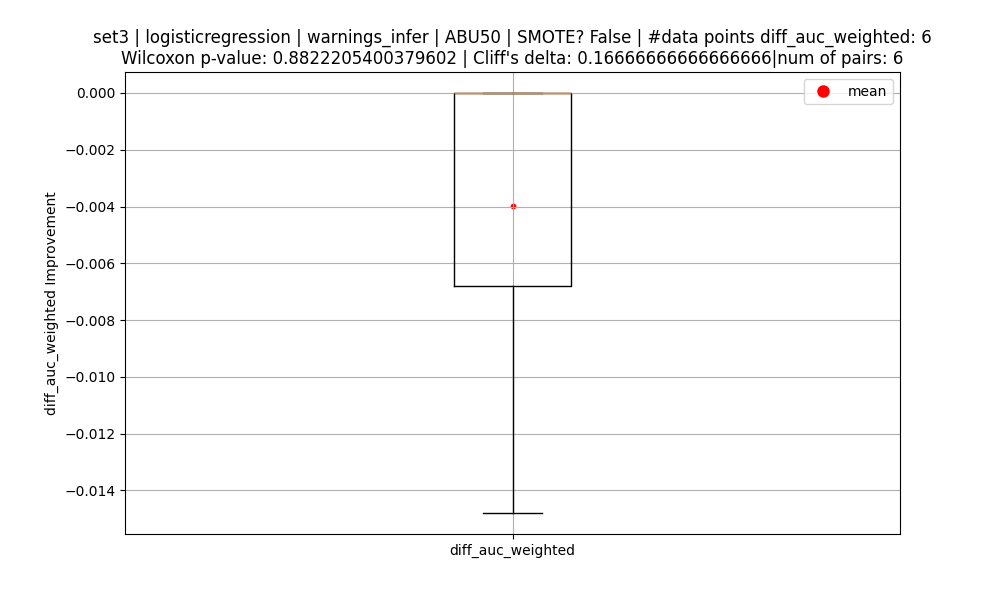 set3 | logisticregression | warnings_infer | ABU50 | SMOTE? False | #data points diff_auc_weighted: 6
Wilcoxon p-value: 0.8822205400379602 | Cliff's delta: 0.16666666666666666|num of pairs: 6
mean
0.000
−0.002
−0.004
−0.006
−0.008
−0.010
−0.012
−0.014
diff_auc_weighted Improvement
diff_auc_weighted